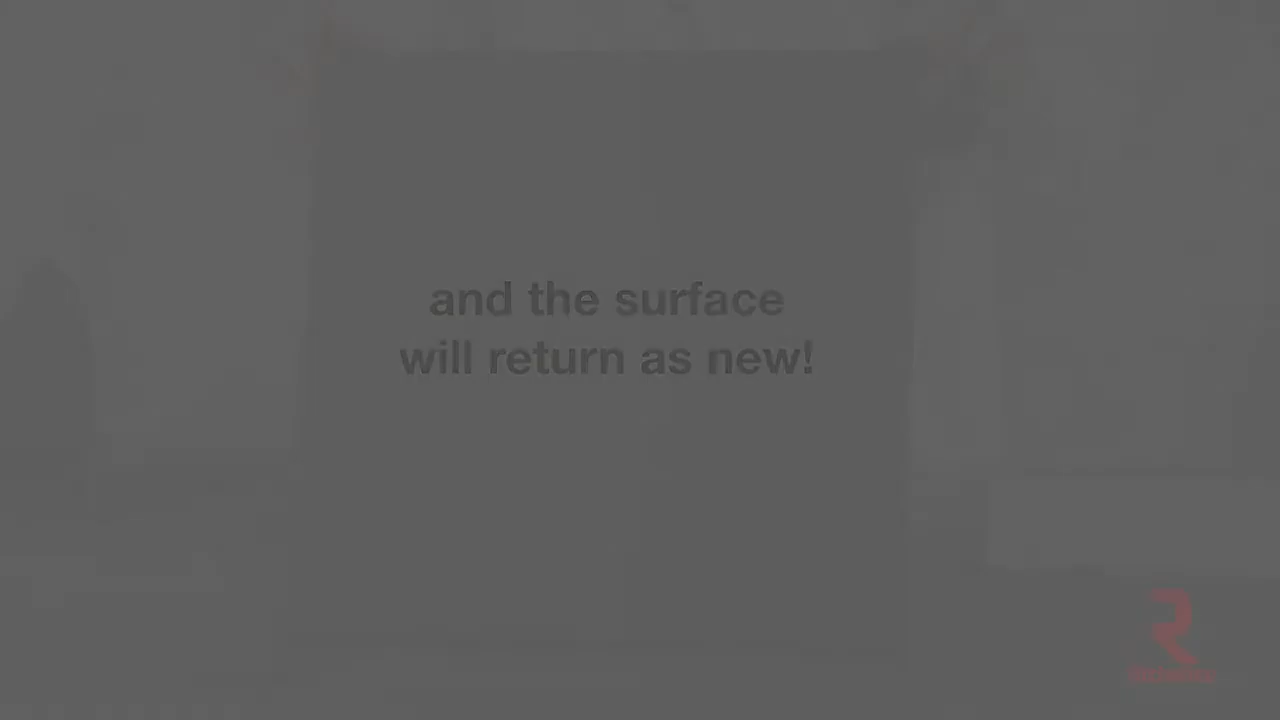 and the surface
will return as new!
R